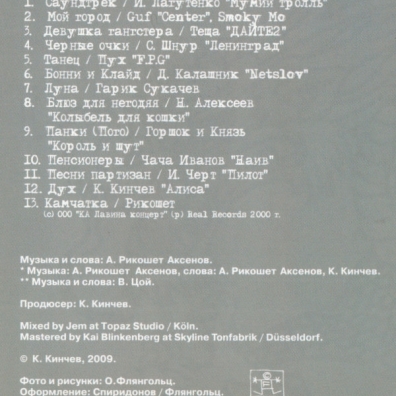 1. Саундтрек / И. Лагутенко "Мумий тролль"
2. Мой город / Guf "Center", Smoky Mo
3. Девушка гангстера / Теща "ДАЙТЕ2"
4. Черные очки / С. Шнур "Ленинград"
5. Танец / Пух "F.P.G"
6. Бонни и Клайд / Д. Калашник "Netslov"
7. Луна / Гарик Сукачев
8. Блюз для негодяя / Н. Алексеев
"Колыбель для кошки"
9. Панки (Пого) / Горшок и Князь
"Король и шут"
10. Пенсионеры / Чача Иванов "Наив"
11. Песни партизан / И. Черт "Пилот"
12. Дух / К. Кинчев "Алиса"
13. Камчатка / Рикошет
(c) ООО "КА Лавина концерт" (p) Real Records 2000 г.
Музыка и слова: А. Рикошет Аксенов.
* Музыка: А. Рикошет Аксенов, слова: А. Рикошет Аксенов, К. Кинчев.
** Музыка и слова: В. Цой.
Продюсер: К. Кинчев.
Mixed by Jem at Topaz Studio / Köln.
Mastered by Kai Blinkenberg at Skyline Tonfabrik / Düsseldorf.
© К. Кинчев, 2009.
Фото и рисунки: О.Флянгольц.
Оформление: Спиридонов / Флянгольц.